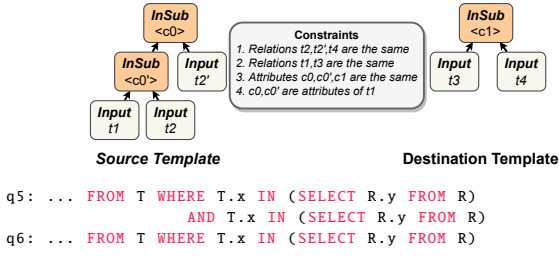 InSub
<c0>
InSub
<c0'>
Input
t2'
Input
t1
Input
t2
Source Template
Constraints
1. Relations t2,t2',t4 are the same
2. Relations t1,t3 are the same
3. Attributes c0,c0',c1 are the same
4. c0,c0' are attributes of t1
InSub
<c1>
Input
t3
Input
t4
Destination Template
q5: ... FROM T WHERE T.x IN (SELECT R.y FROM R)
AND T.x IN (SELECT R.y FROM R)
q6: ... FROM T WHERE T.x IN (SELECT R.y FROM R)